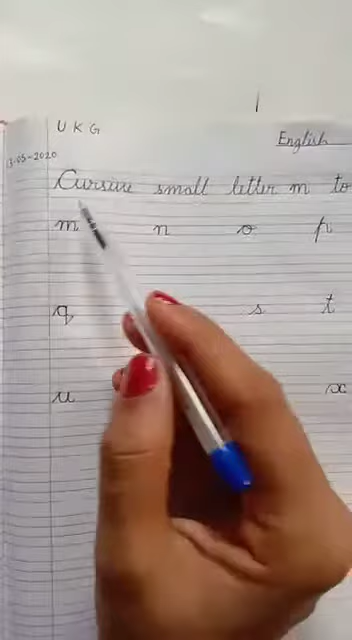 UKG
English
13-05-2020
Cursive small letter m to
m n o p
q s t
u x